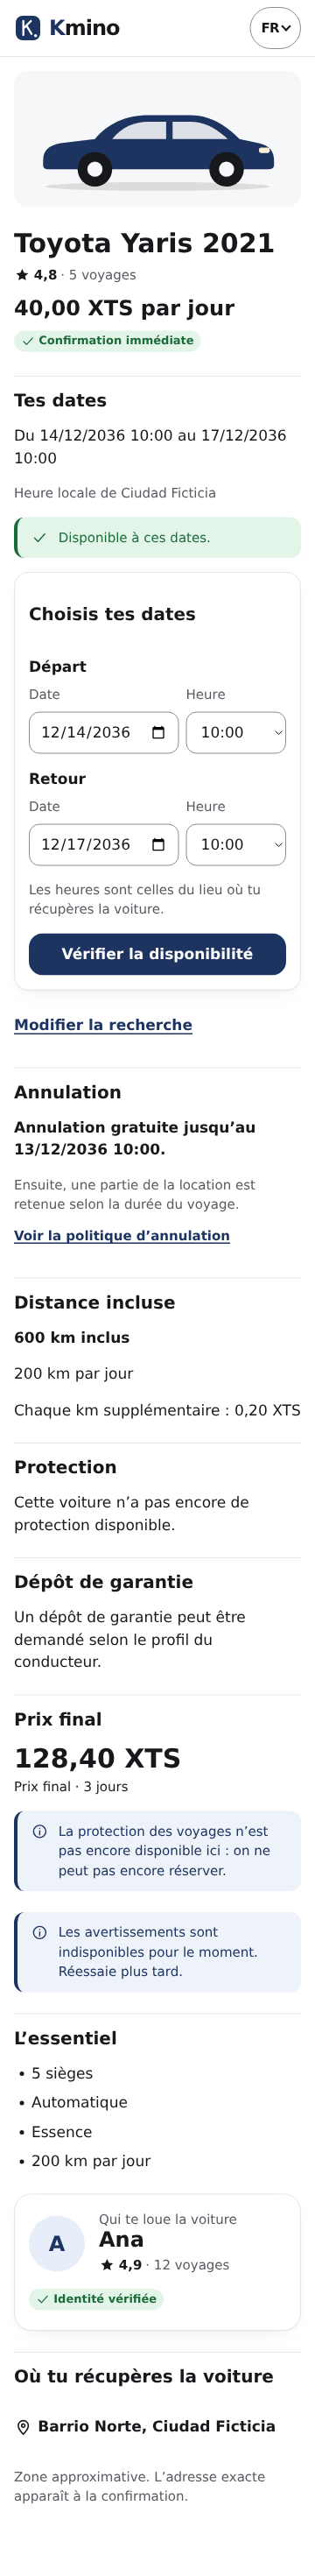 K. Kmino
FR
Toyota Yaris 2021
★ 4,8 · 5 voyages
40,00 XTS par jour
Confirmation immédiate
Tes dates
Du 14/12/2036 10:00 au 17/12/2036
10:00
Heure locale de Ciudad Ficticia
Disponible à ces dates.
Choisis tes dates
Départ
Date Heure
12/14/2036 10:00
Retour
Date Heure
12/17/2036 10:00
Les heures sont celles du lieu où tu
récupères la voiture.
Vérifier la disponibilité
Modifier la recherche
Annulation
Annulation gratuite jusqu’au
13/12/2036 10:00.
Ensuite, une partie de la location est
retenue selon la durée du voyage.
Voir la politique d’annulation
Distance incluse
600 km inclus
200 km par jour
Chaque km supplémentaire : 0,20 XTS
Protection
Cette voiture n’a pas encore de
protection disponible.
Dépôt de garantie
Un dépôt de garantie peut être
demandé selon le profil du
conducteur.
Prix final
128,40 XTS
Prix final · 3 jours
La protection des voyages n’est
pas encore disponible ici : on ne
peut pas encore réserver.
Les avertissements sont
indisponibles pour le moment.
Réessaie plus tard.
L’essentiel
• 5 sièges
• Automatique
• Essence
• 200 km par jour
A
Qui te loue la voiture
Ana
★ 4,9 · 12 voyages
Identité vérifiée
Où tu récupères la voiture
Barrio Norte, Ciudad Ficticia
Zone approximative. L’adresse exacte
apparaît à la confirmation.